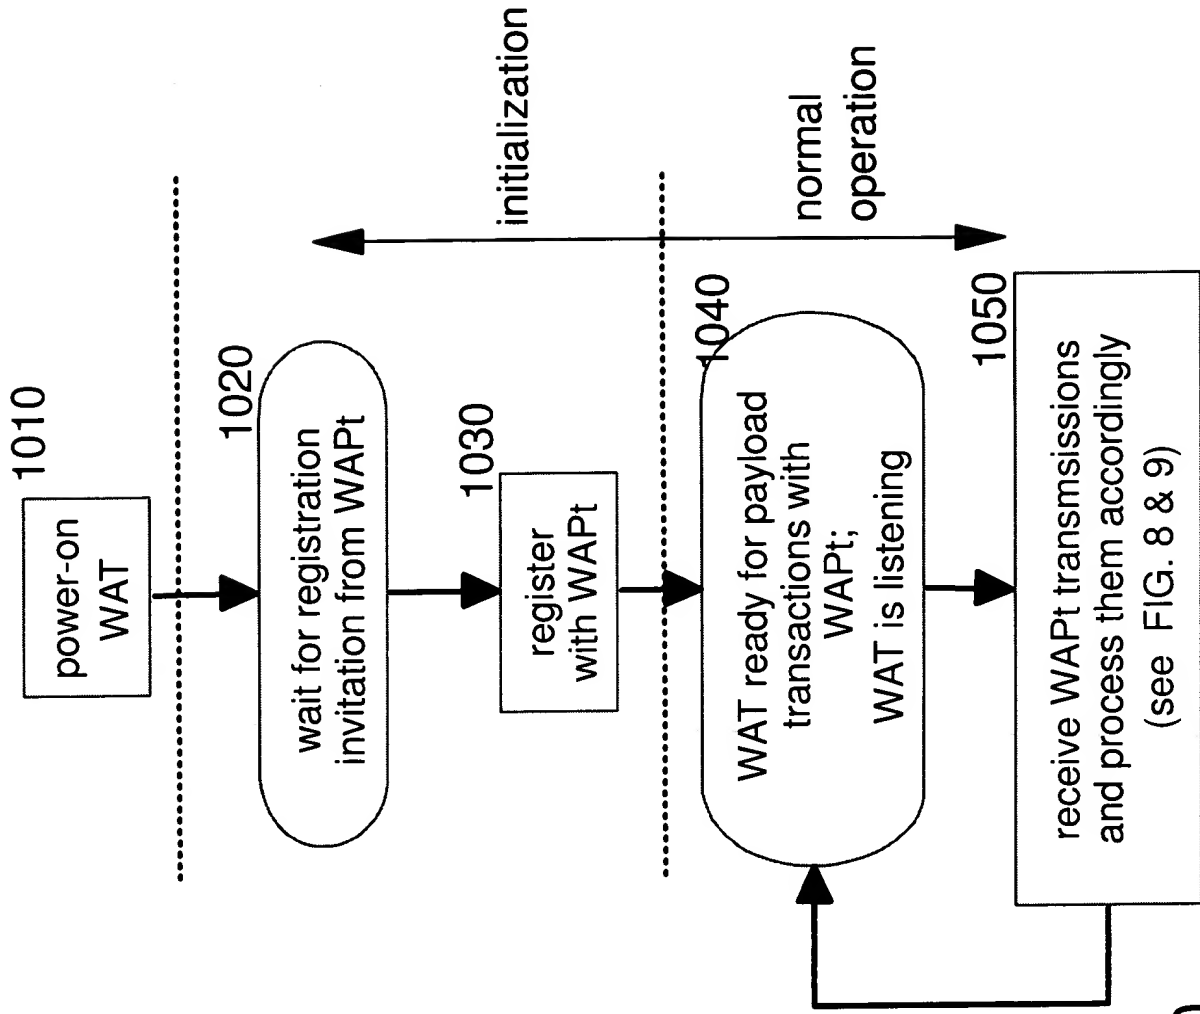 1010
power-on
WAT
1020
wait for registration
invitation from WAPt
1030
register
with WAPt
initialization
1040
WAT ready for payload
transactions with
WAPt;
WAT is listening
normal
operation
1050
receive WAPt transmsissions
and process them accordingly
(see FIG. 8 & 9)